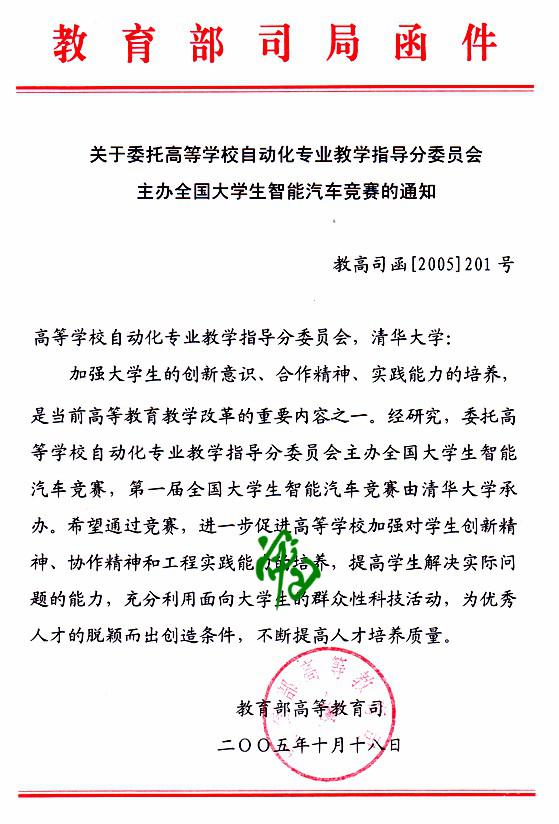 教育部司局函件
关于委托高等学校自动化专业教学指导分委员会
主办全国大学生智能汽车竞赛的通知
教高司函[2005]201 号
高等学校自动化专业教学指导分委员会，清华大学：
加强大学生的创新意识、合作精神、实践能力的培养，
是当前高等教育教学改革的重要内容之一。经研究，委托高
等学校自动化专业教学指导分委员会主办全国大学生智能
汽车竞赛，第一届全国大学生智能汽车竞赛由清华大学承
办。希望通过竞赛，进一步促进高等学校加强对学生创新精
神、协作精神和工程实践能力的培养，提高学生解决实际问
题的能力，充分利用面向大学生的群众性科技活动，为优秀
人才的脱颖而出创造条件，不断提高人才培养质量。
部高等教
教育部高等教育司
二〇〇五年十月十八日